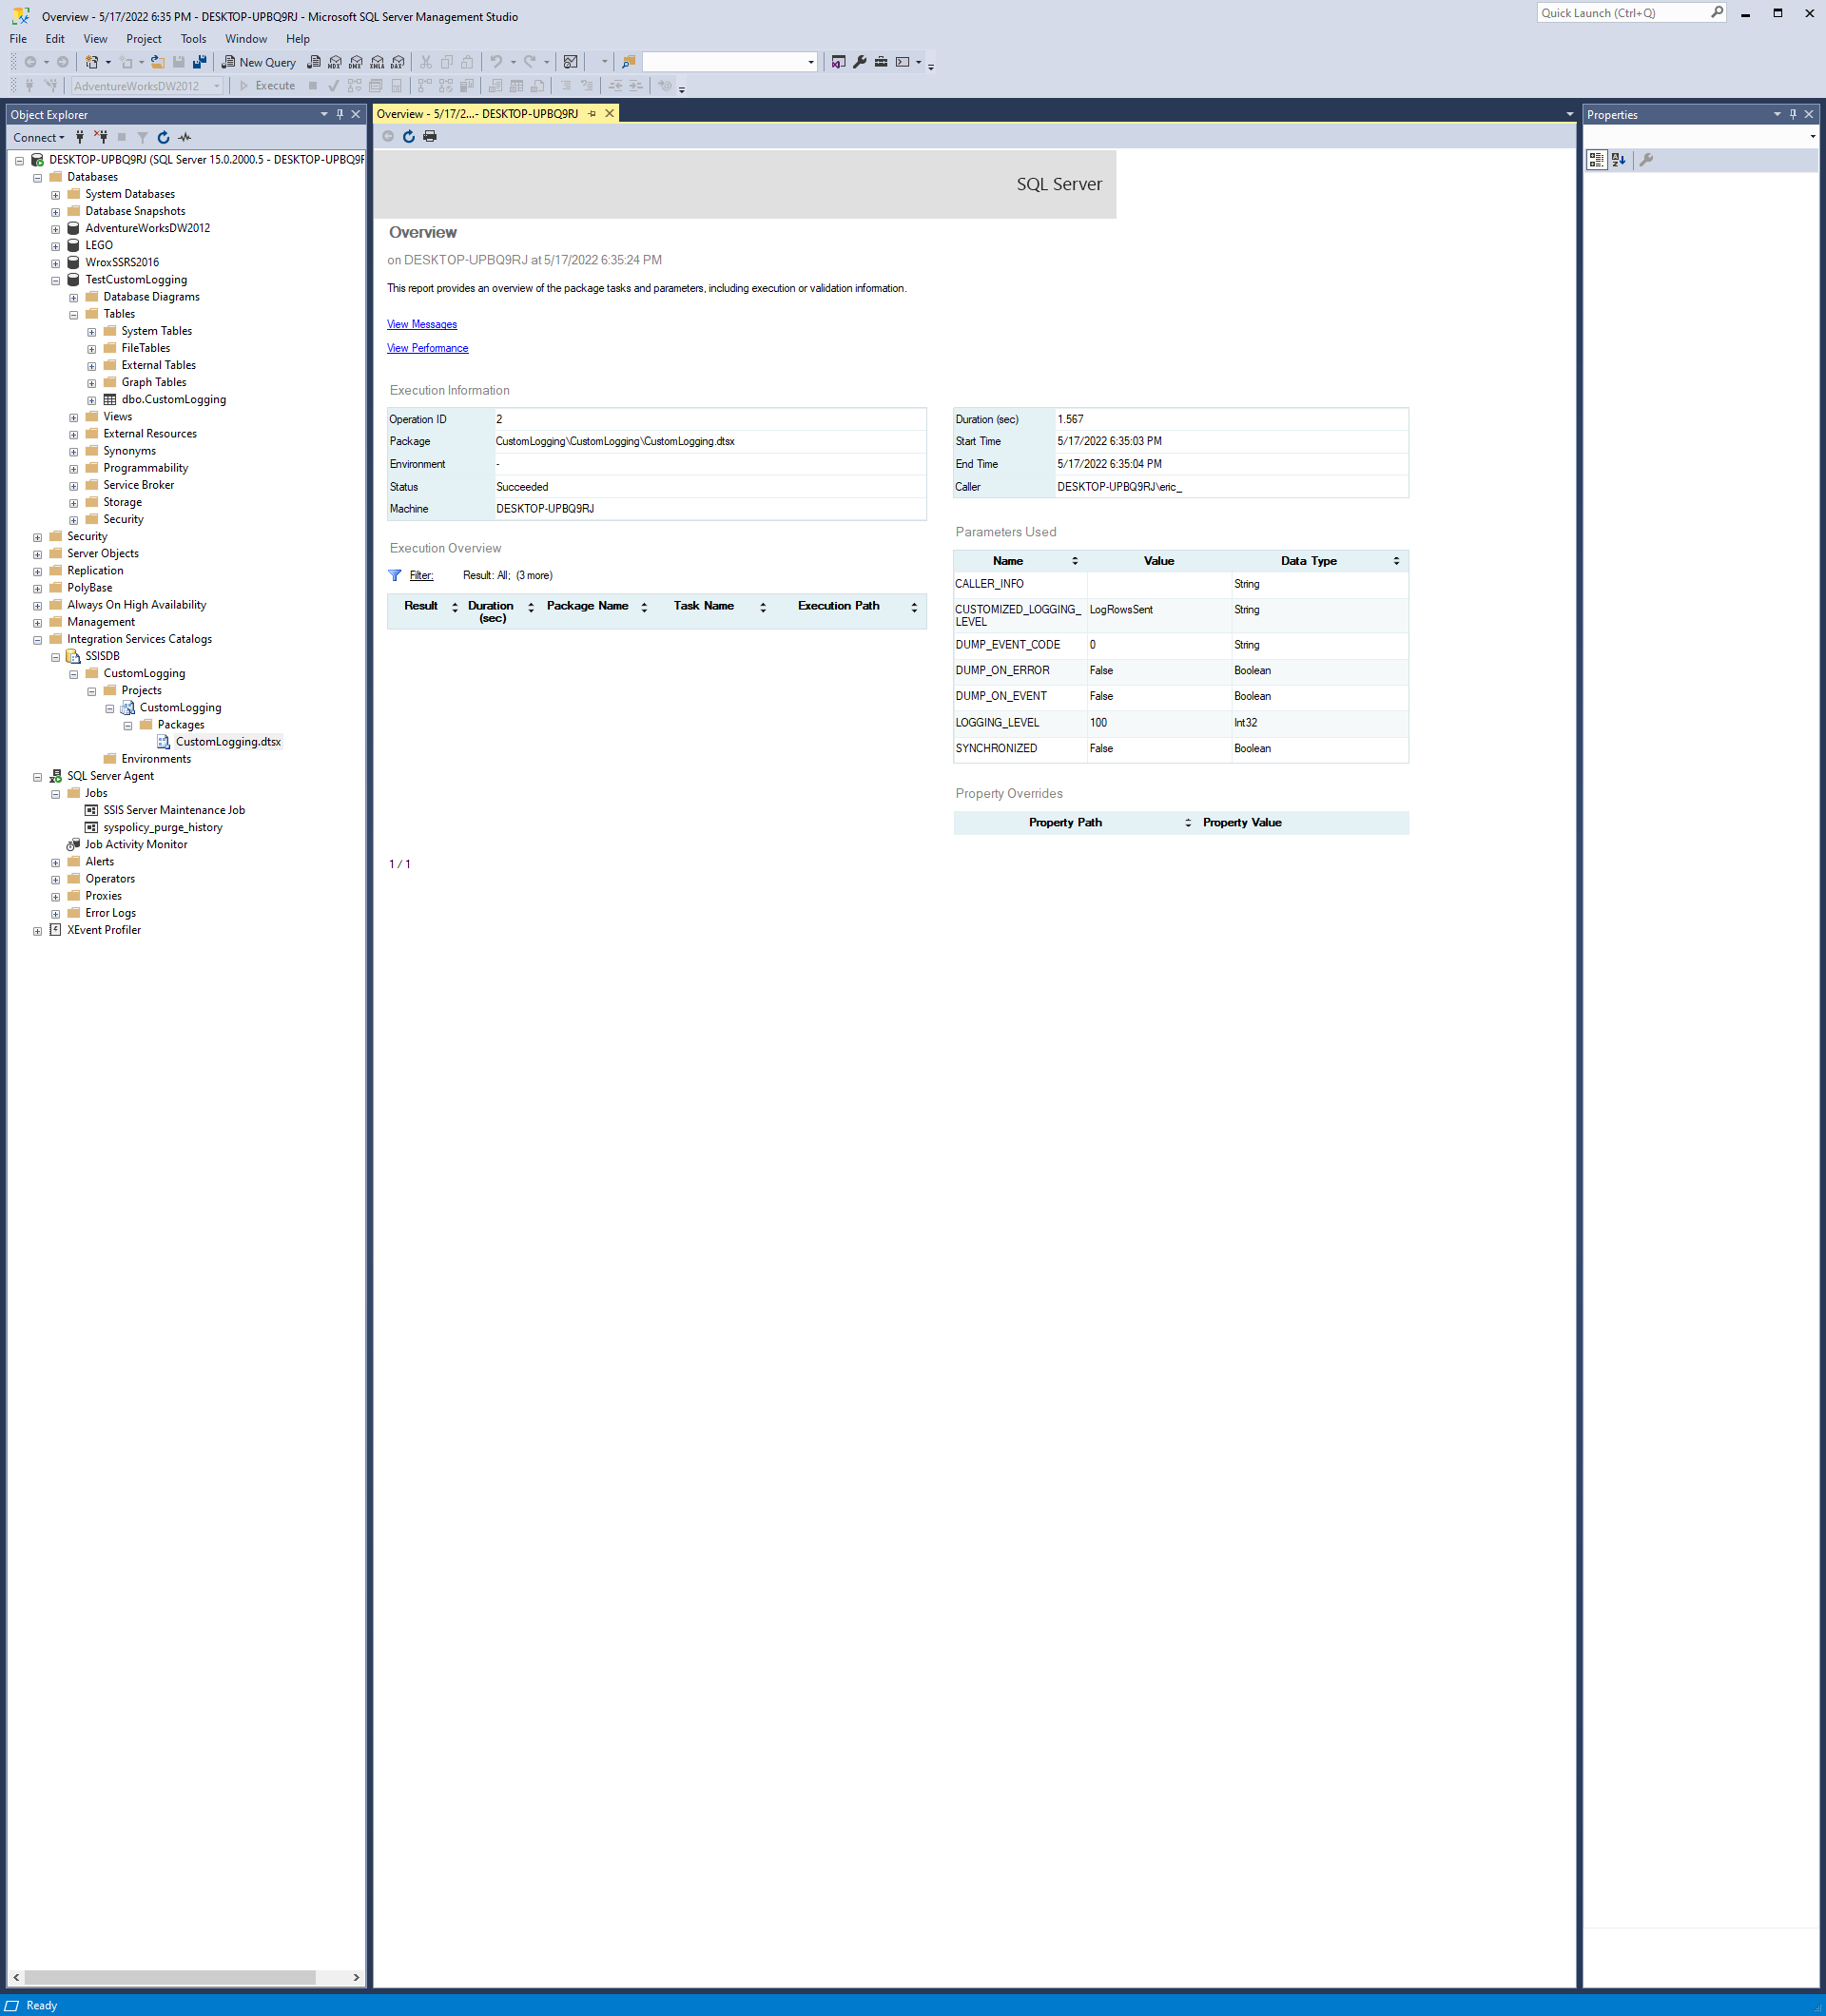 Overview - 5/17/2022 6:35 PM - DESKTOP-UPBQ9RJ - Microsoft SQL Server Management Studio
Quick Launch (Ctrl+Q)
File Edit View Project Tools Window Help
New Query MDX DMX XMLA DAX
AdventureWorksDW2012 Execute
Object Explorer
Connect
DESKTOP-UPBQ9RJ (SQL Server 15.0.2000.5 - DESKTOP-UPBQ9R
Databases
System Databases
Database Snapshots
AdventureWorksDW2012
LEGO
WroxSSRS2016
TestCustomLogging
Database Diagrams
Tables
System Tables
FileTables
External Tables
Graph Tables
dbo.CustomLogging
Views
External Resources
Synonyms
Programmability
Service Broker
Storage
Security
Security
Server Objects
Replication
PolyBase
Always On High Availability
Management
Integration Services Catalogs
SSISDB
CustomLogging
Projects
CustomLogging
Packages
CustomLogging.dtsx
Environments
SQL Server Agent
Jobs
SSIS Server Maintenance Job
syspolicy_purge_history
Job Activity Monitor
Alerts
Operators
Proxies
Error Logs
XEvent Profiler
Overview - 5/17/2...- DESKTOP-UPBQ9RJ
SQL Server
Overview
on DESKTOP-UPBQ9RJ at 5/17/2022 6:35:24 PM
This report provides an overview of the package tasks and parameters, including execution or validation information.
View Messages
View Performance
Execution Information
Operation ID 2
Package CustomLogging\CustomLogging\CustomLogging.dtsx
Environment -
Status Succeeded
Machine DESKTOP-UPBQ9RJ
Duration (sec) 1.567
Start Time 5/17/2022 6:35:03 PM
End Time 5/17/2022 6:35:04 PM
Caller DESKTOP-UPBQ9RJ\eric_
Execution Overview
Filter: Result: All; (3 more)
Result Duration (sec) Package Name Task Name Execution Path
Parameters Used
Name Value Data Type
CALLER_INFO String
CUSTOMIZED_LOGGING_ LogRowsSent String
LEVEL
DUMP_EVENT_CODE 0 String
DUMP_ON_ERROR False Boolean
DUMP_ON_EVENT False Boolean
LOGGING_LEVEL 100 Int32
SYNCHRONIZED False Boolean
Property Overrides
Property Path Property Value
1 / 1
Properties
Ready